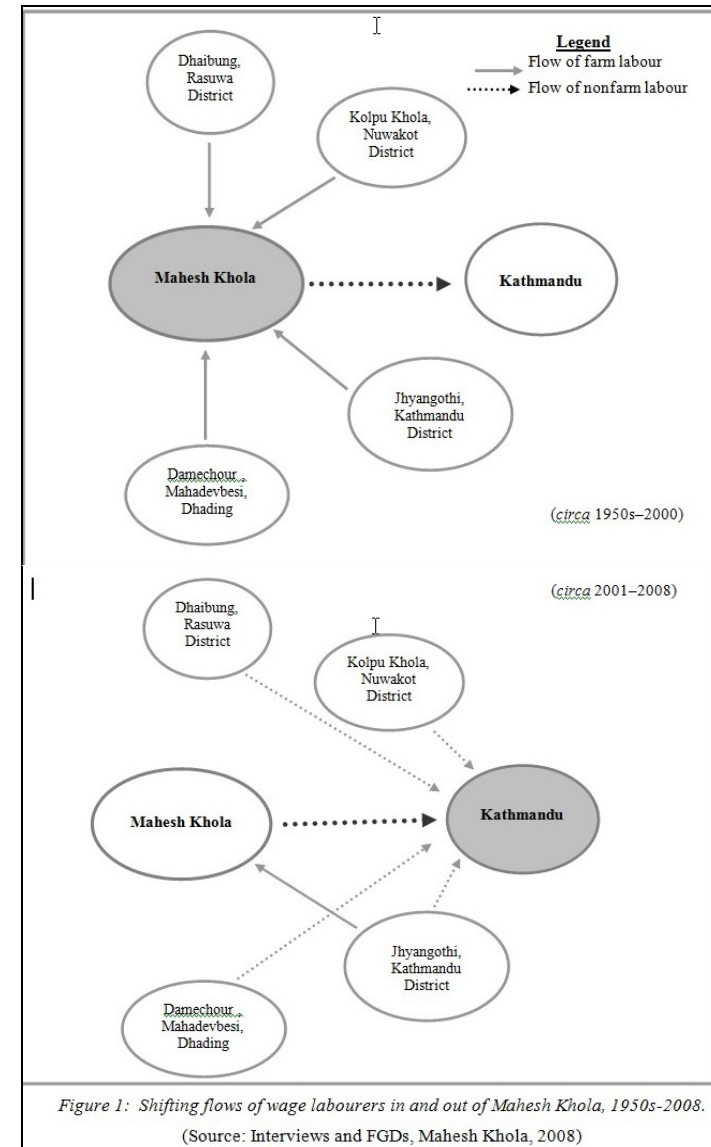 Legend
Flow of farm labour
Flow of nonfarm labour
Dhaibung,
Rasuwa
District
Kolpu Khola,
Nuwakot
District
Mahesh Khola
Kathmandu
Jhyangothi,
Kathmandu
District
Damechour ,
Mahadevbesi,
Dhading
(circa 1950s–2000)
(circa 2001–2008)
Dhaibung,
Rasuwa
District
Kolpu Khola,
Nuwakot
District
Mahesh Khola
Kathmandu
Jhyangothi,
Kathmandu
District
Damechour ,
Mahadevbesi,
Dhading
Figure 1: Shifting flows of wage labourers in and out of Mahesh Khola, 1950s-2008.
(Source: Interviews and FGDs, Mahesh Khola, 2008)